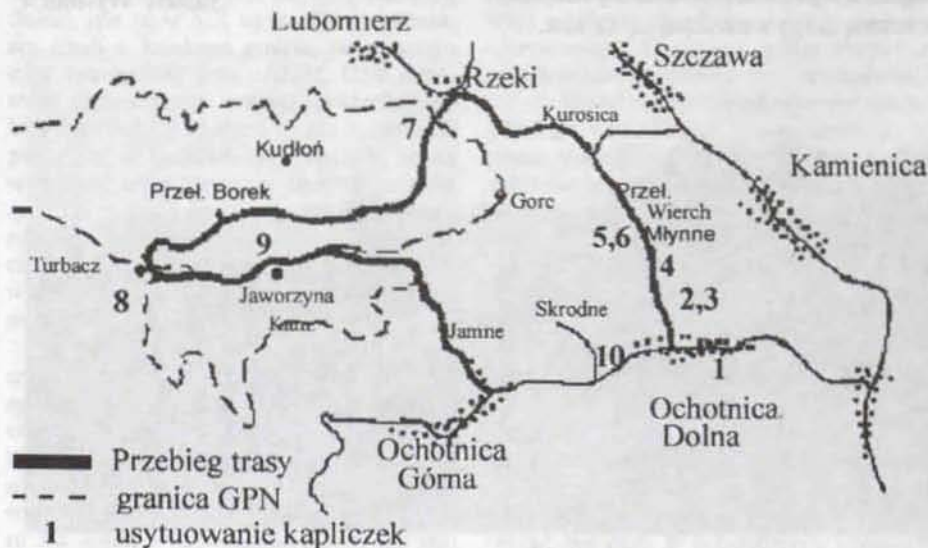 Lubomierz
Szczawa
Rzeki
Kurosica
7
Kudłoń
Kamienica
Przeł. Borek
Gorc
Przeł.
Wierch
Młynne
5,6
9
4
Turbacz
8
Jaworzyna
Kam.
2,3
Skrodne
Jamne
10
1
Ochotnica
Dolna
Ochotnica
Górna
Przebieg trasy
granica GPN
1 usytuowanie kapliczek